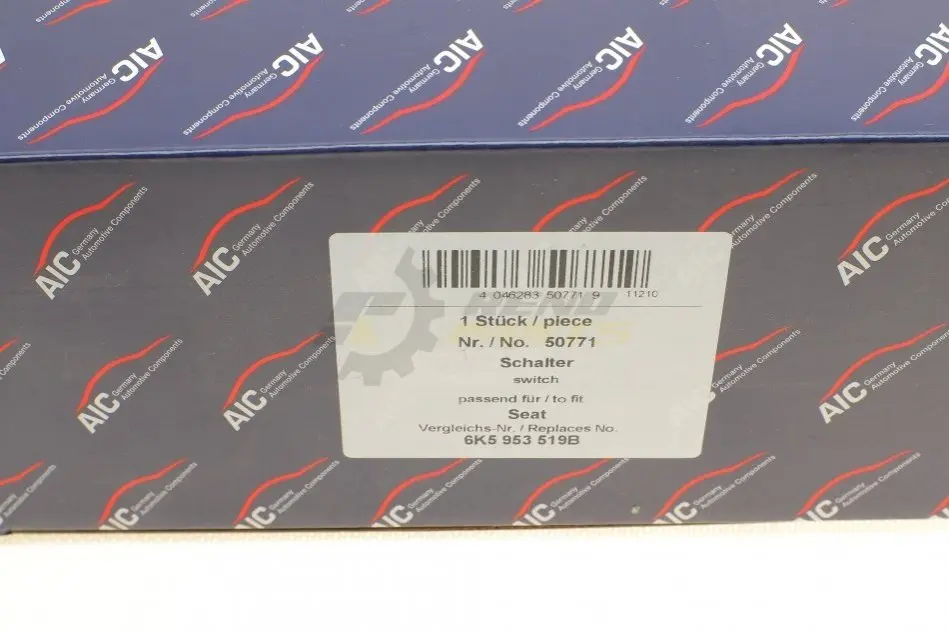 AIC Germany
Automotive Components
4 046283 50771 9 11210
1 Stück / piece
Nr. / No. 50771
Schalter
switch
passend für / to fit
Seat
Vergleichs-Nr. / Replaces No.
6K5 953 519B